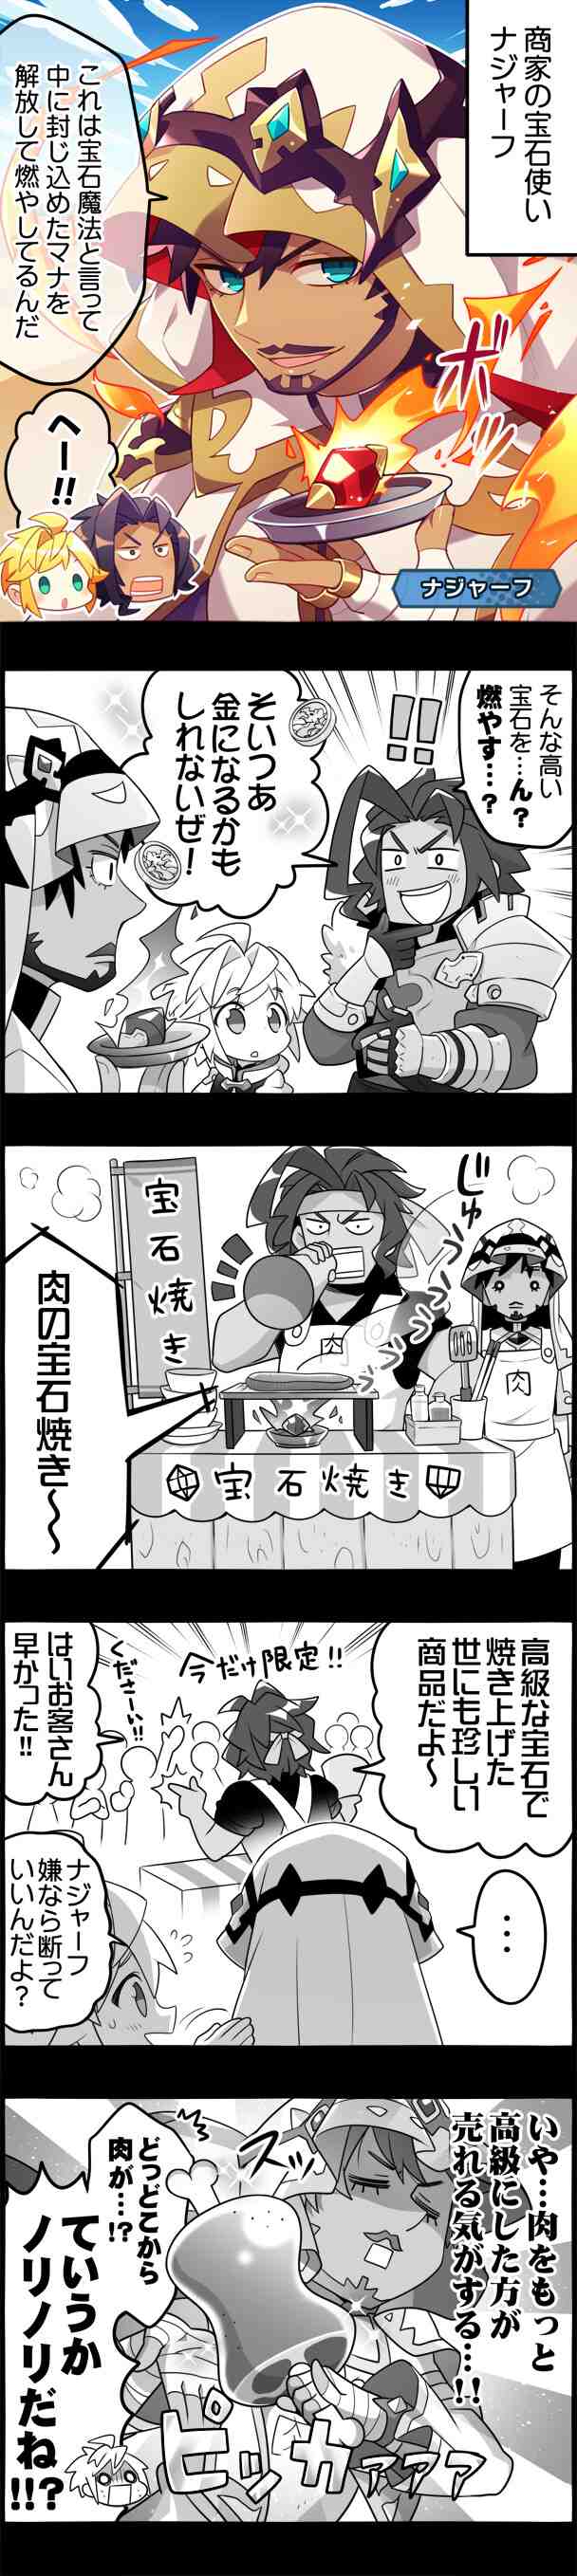 商家の宝石使い
ナジャーフ
これは宝石魔法と言って
中に封じ込めたマナを
解放して燃やしてるんだ
ボッ
へー!!
ナジャーフ
そんな高い
宝石を…ん?
燃やす…?
!!
そいつあ
金になるかも
しれないぜ!
じゅううううう
宝石焼き
肉
肉
肉の宝石焼き〜〜
宝石焼き
高級な宝石で
焼き上げた
世にも珍しい
商品だよ〜
今だけ限定!!
くださーい!!
はいお客さん
早かった!!
…
ナジャーフ
嫌なら断って
いいんだよ?
いや…肉をもっと
高級にした方が
売れる気がする…!!
スッ
どっどこから
肉が…!?
ピッカァァァ
ていうか
ノリノリだね
!!?